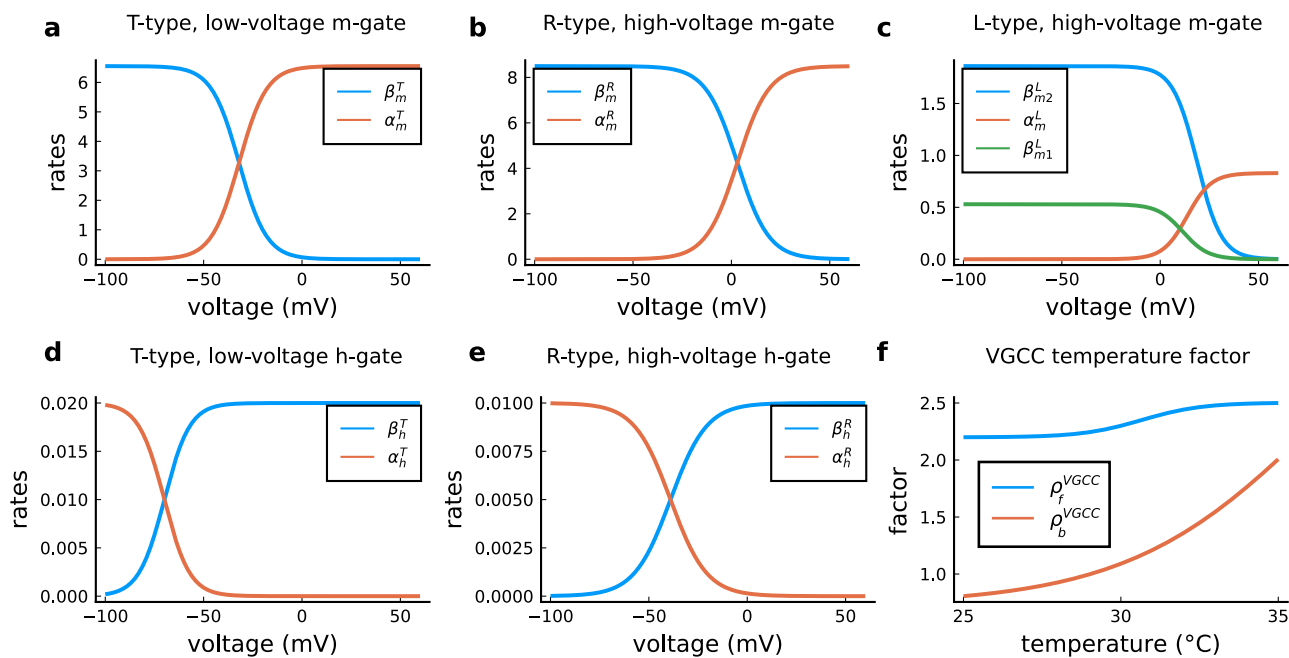 a T-type, low-voltage m-gate
6
5
4
3
2
1
0
rates
β_m^T
α_m^T
−100 −50 0 50
voltage (mV)
b R-type, high-voltage m-gate
8
6
4
2
0
rates
β_m^R
α_m^R
−100 −50 0 50
voltage (mV)
c L-type, high-voltage m-gate
1.5
1.0
0.5
0.0
rates
β_m2^L
α_m^L
β_m1^L
−100 −50 0 50
voltage (mV)
d T-type, low-voltage h-gate
0.020
0.015
0.010
0.005
0.000
rates
β_h^T
α_h^T
−100 −50 0 50
voltage (mV)
e R-type, high-voltage h-gate
0.0100
0.0075
0.0050
0.0025
0.0000
rates
β_h^R
α_h^R
−100 −50 0 50
voltage (mV)
f VGCC temperature factor
2.5
2.0
1.5
1.0
factor
ρ_f^VGCC
ρ_b^VGCC
25 30 35
temperature (°C)